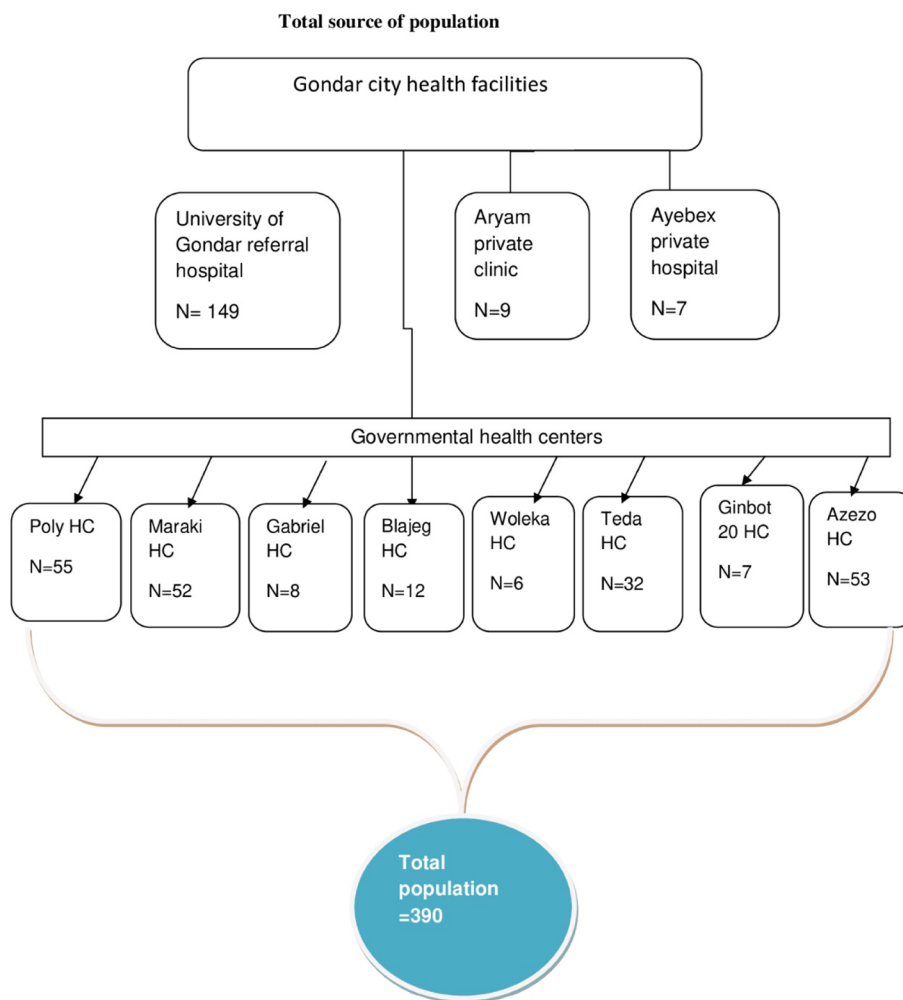 Total source of population
Gondar city health facilities
University of
Gondar referral
hospital
N= 149
Aryam
private
clinic
N=9
Ayebex
private
hospital
N=7
Governmental health centers
Poly HC
N=55
Maraki
HC
N=52
Gabriel
HC
N=8
Blajeg
HC
N=12
Woleka
HC
N=6
Teda
HC
N=32
Ginbot
20 HC
N=7
Azezo
HC
N=53
Total
population
=390